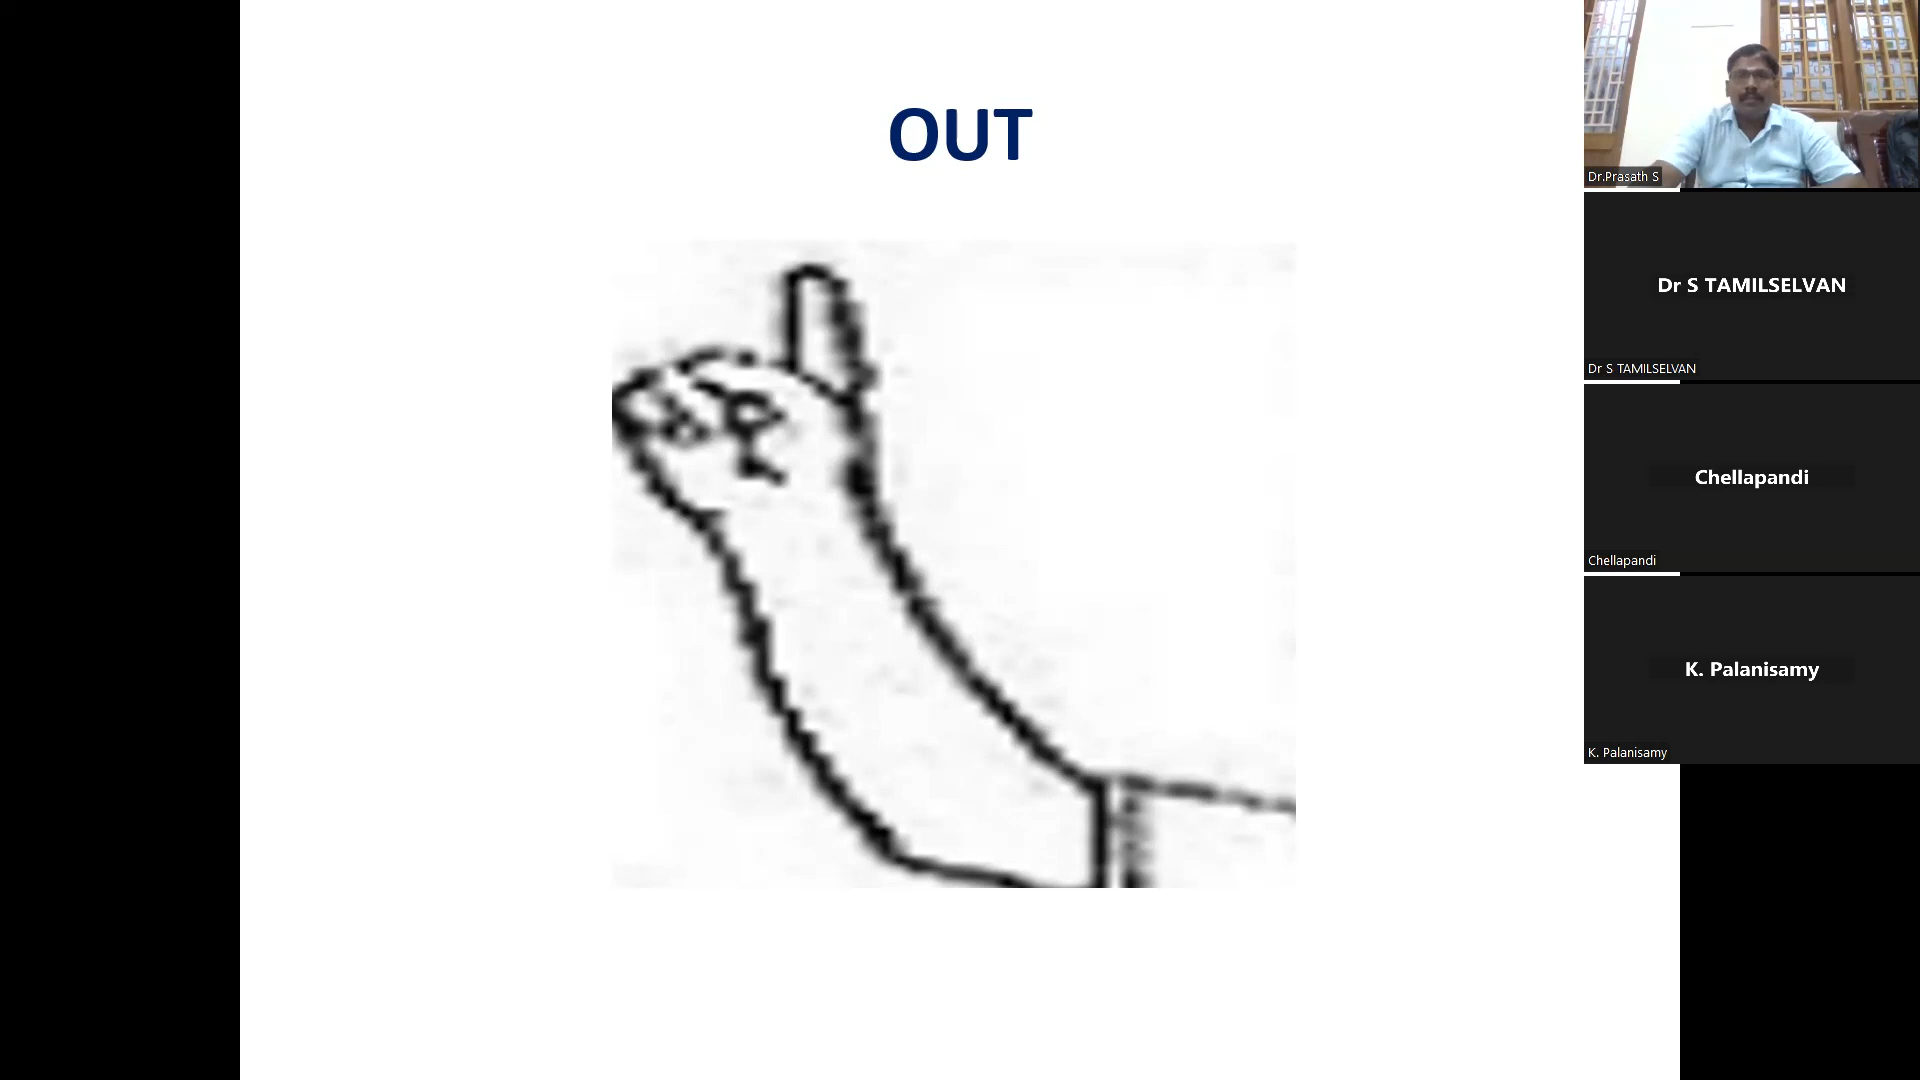 OUT
Dr.Prasath S
Dr S TAMILSELVAN
Dr S TAMILSELVAN
Chellapandi
Chellapandi
K. Palanisamy
K. Palanisamy